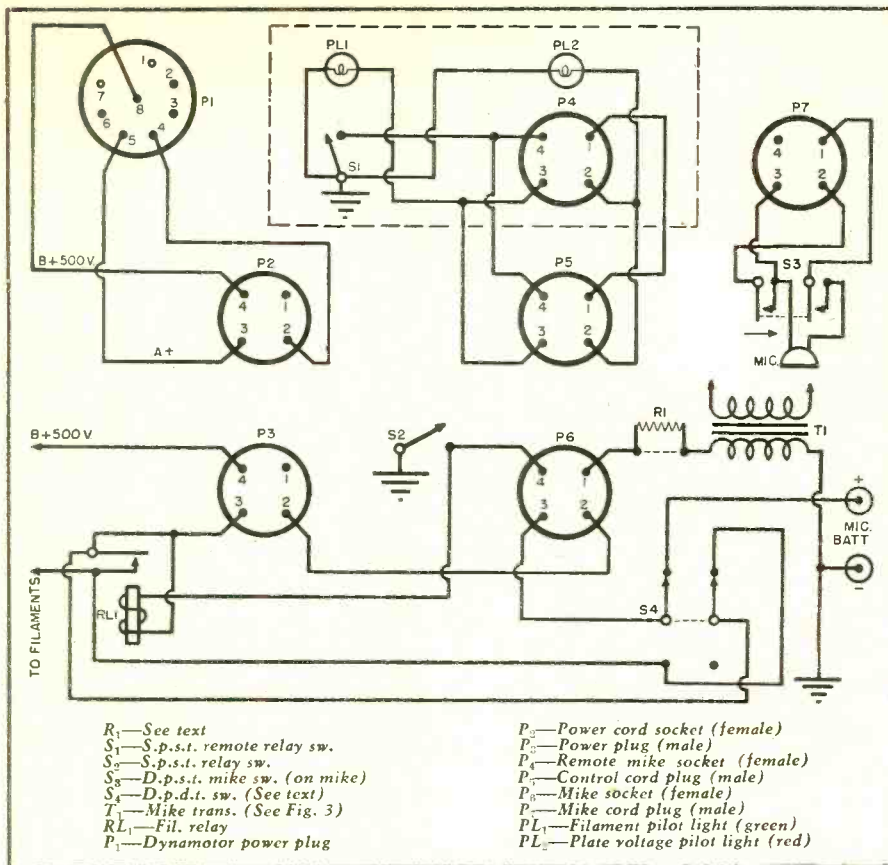 PL1
PL2
P4
4 1
3 2
S1
P1
1
2
3
4
5
6
7
8
P7
4 1
3 2
S3
MIC.
B+500V
P2
4 1
3 2
A+
P5
4 1
3 2
B+500V
P3
4 1
3 2
S2
P6
4 1
3 2
R1
T1
+
MIC.
BATT
-
S4
RL1
TO FILAMENTS
R₁—See text
S₁—S.p.s.t. remote relay sw.
S₂—S.p.s.t. relay sw.
S₃—D.p.s.t. mike sw. (on mike)
S₄—D.p.d.t. sw. (See text)
T₁—Mike trans. (See Fig. 3)
RL₁—Fil. relay
P₁—Dynamotor power plug
P₂—Power cord socket (female)
P₃—Power plug (male)
P₄—Remote mike socket (female)
P₅—Control cord plug (male)
P₆—Mike socket (female)
P₇—Mike cord plug (male)
PL₁—Filament pilot light (green)
PL₂—Plate voltage pilot light (red)